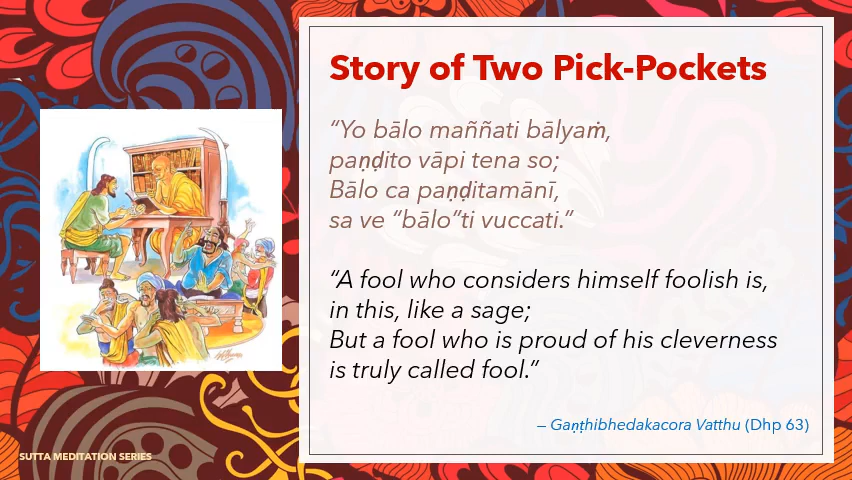 Story of Two Pick-Pockets
“Yo bālo maññati bālyaṁ,
paṇḍito vāpi tena so;
Bālo ca paṇḍitamānī,
sa ve “bālo“ti vuccati.”
“A fool who considers himself foolish is,
in this, like a sage;
But a fool who is proud of his cleverness
is truly called fool.”
– Gaṇṭhibhedakacora Vatthu (Dhp 63)
SUTTA MEDITATION SERIES